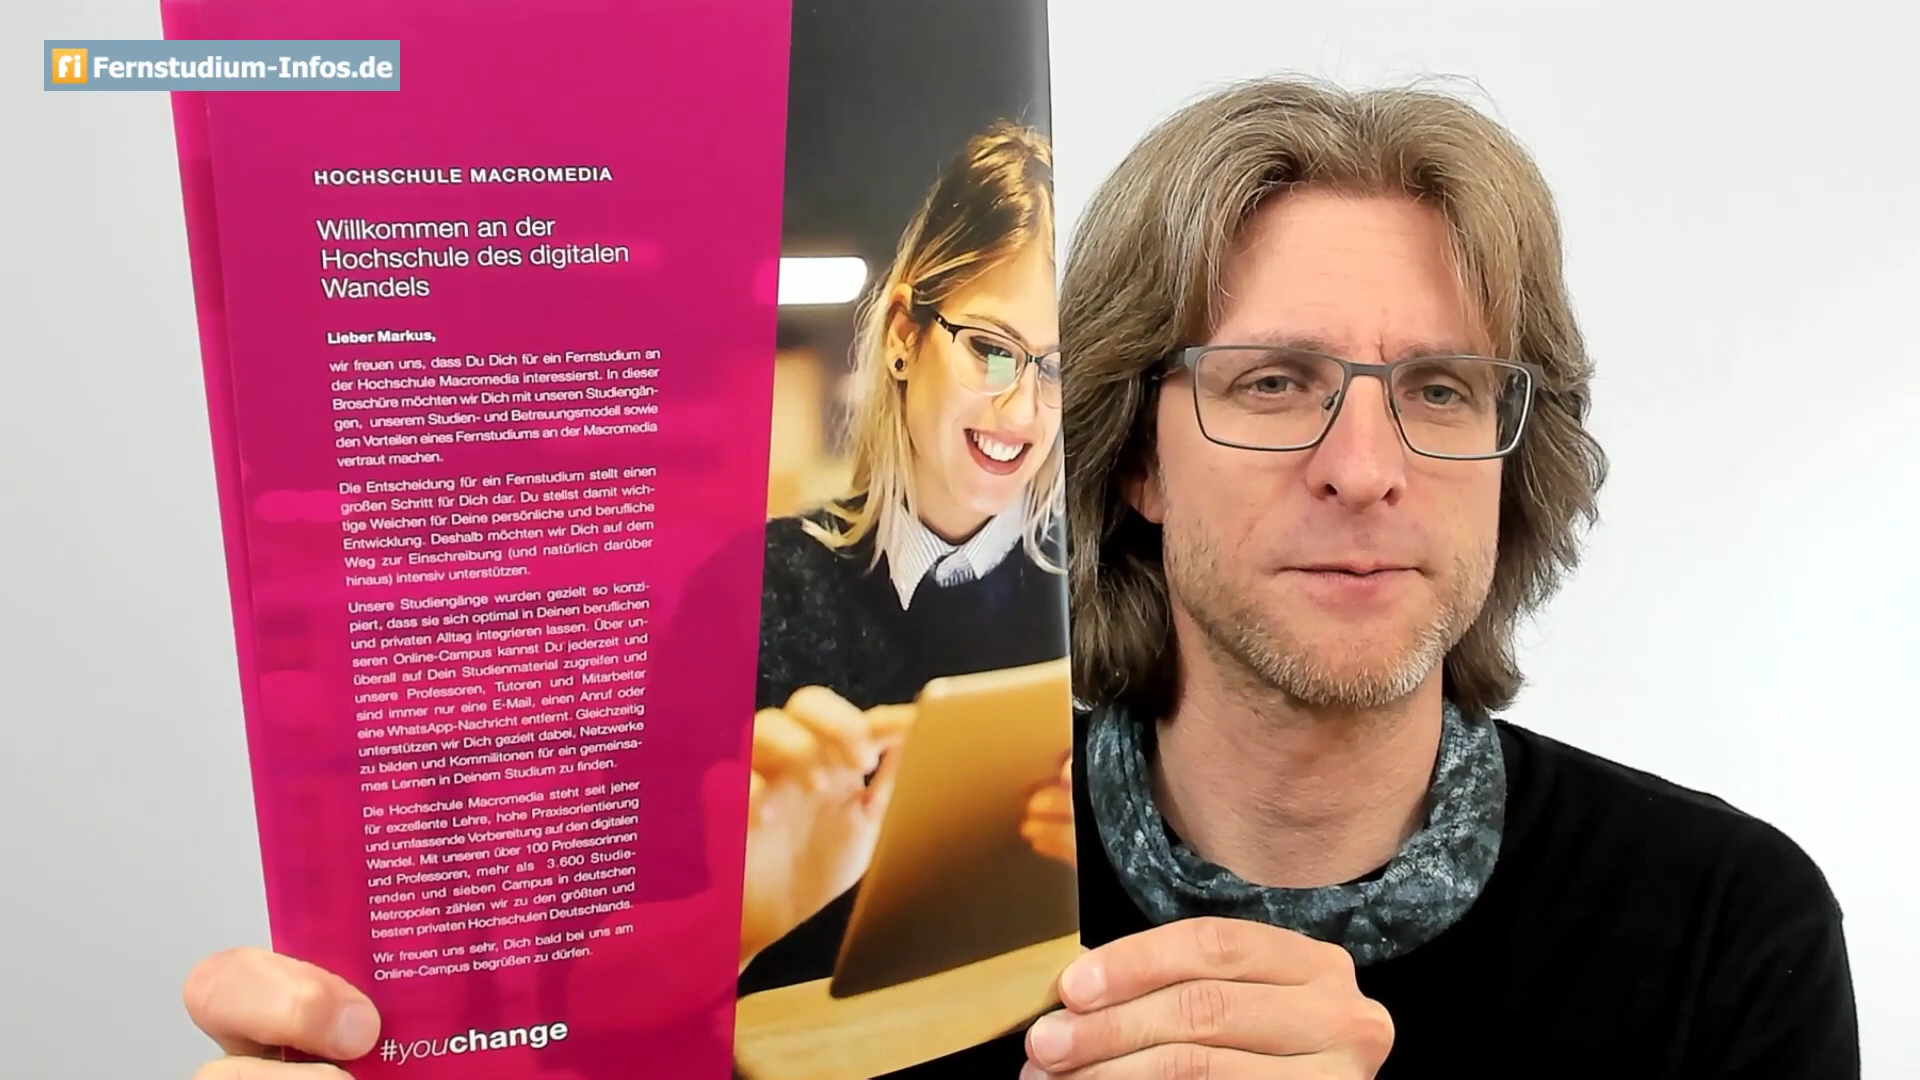 fi Fernstudium-Infos.de
HOCHSCHULE MACROMEDIA
Willkommen an der
Hochschule des digitalen
Wandels
Lieber Markus,
wir freuen uns, dass Du Dich für ein Fernstudium an
der Hochschule Macromedia interessierst. In dieser
Broschüre möchten wir Dich mit unseren Studiengän-
gen, unserem Studien- und Betreuungsmodell sowie
den Vorteilen eines Fernstudiums an der Macromedia
vertraut machen.
Die Entscheidung für ein Fernstudium stellt einen
großen Schritt für Dich dar. Du stellst damit wich-
tige Weichen für Deine persönliche und berufliche
Entwicklung. Deshalb möchten wir Dich auf dem
Weg zur Einschreibung (und natürlich darüber
hinaus) intensiv unterstützen.
Unsere Studiengänge wurden gezielt so konzi-
piert, dass sie sich optimal in Deinen beruflichen
und privaten Alltag integrieren lassen. Über un-
seren Online-Campus kannst Du jederzeit und
überall auf Dein Studienmaterial zugreifen und
unsere Professoren, Tutoren und Mitarbeiter
sind immer nur eine E-Mail, einen Anruf oder
eine WhatsApp-Nachricht entfernt. Gleichzeitig
unterstützen wir Dich gezielt dabei, Netzwerke
zu bilden und Kommilitonen für ein gemeinsa-
mes Lernen in Deinem Studium zu finden.
Die Hochschule Macromedia steht seit jeher
für exzellente Lehre, hohe Praxisorientierung
und umfassende Vorbereitung auf den digitalen
Wandel. Mit unseren über 100 Professorinnen
und Professoren, mehr als 3.600 Studie-
renden und sieben Campus in deutschen
Metropolen zählen wir zu den größten und
besten privaten Hochschulen Deutschlands.
Wir freuen uns sehr, Dich bald bei uns am
Online-Campus begrüßen zu dürfen.
#youchange